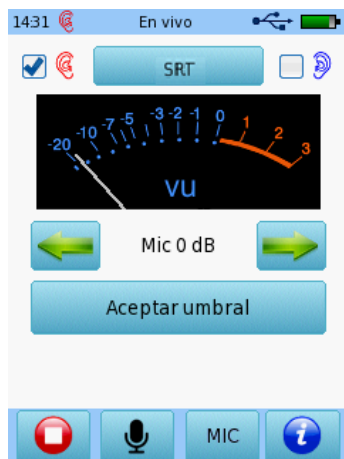 14:31 En vivo
SRT
-20 -10 -7 -5 -3 -2 -1 0 1 2 3
vu
Mic 0 dB
Aceptar umbral
MIC
i